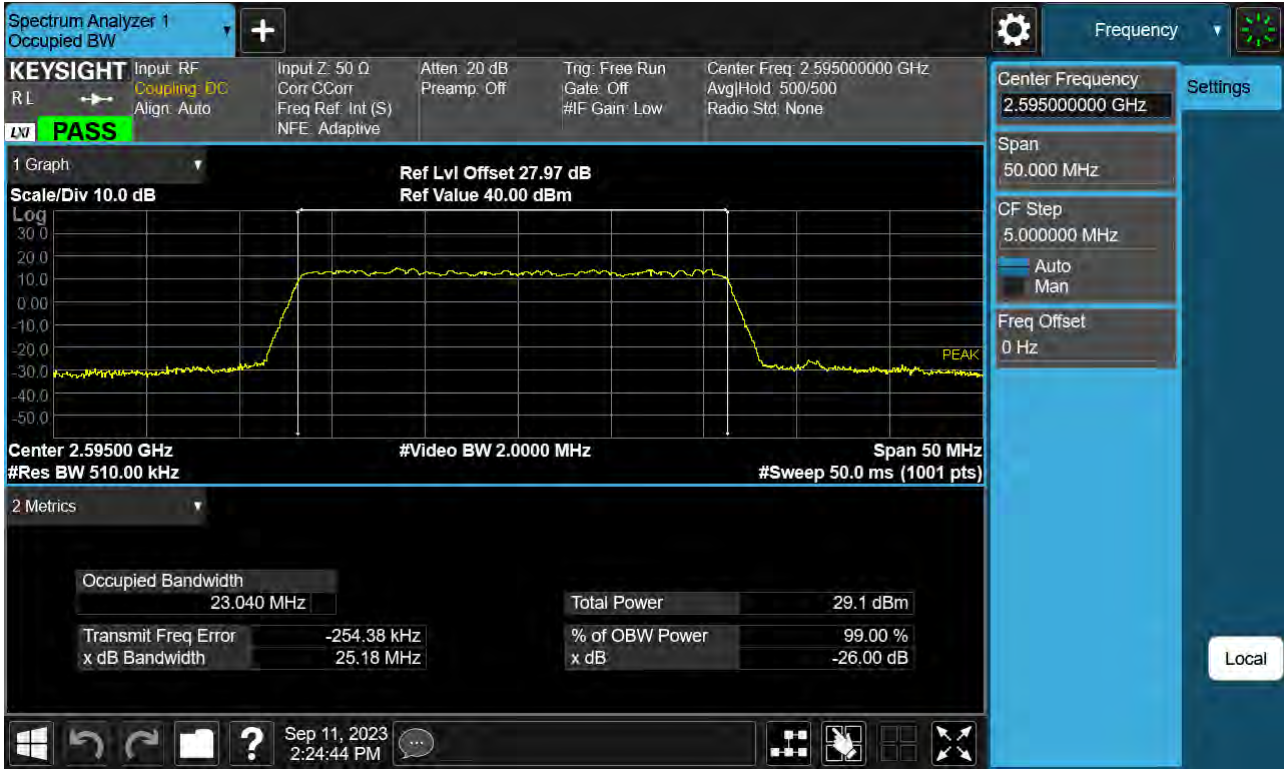 Spectrum Analyzer 1
Occupied BW
Frequency
KEYSIGHT
R L
LXI
PASS
Input: RF
Coupling: DC
Align: Auto
Input Z: 50 Ω
Corr CCorr
Freq Ref: Int (S)
NFE: Adaptive
Atten: 20 dB
Preamp: Off
Trig: Free Run
Gate: Off
#IF Gain: Low
Center Freq: 2.595000000 GHz
Avg|Hold: 500/500
Radio Std: None
1 Graph
Scale/Div 10.0 dB
Ref Lvl Offset 27.97 dB
Ref Value 40.00 dBm
Log
30.0
20.0
10.0
0.00
-10.0
-20.0
-30.0
-40.0
-50.0
PEAK
Center 2.59500 GHz
#Video BW 2.0000 MHz
Span 50 MHz
#Res BW 510.00 kHz
#Sweep 50.0 ms (1001 pts)
2 Metrics
Occupied Bandwidth
23.040 MHz
Total Power 29.1 dBm
Transmit Freq Error -254.38 kHz
% of OBW Power 99.00 %
x dB Bandwidth 25.18 MHz
x dB -26.00 dB
Sep 11, 2023
2:24:44 PM
?
Center Frequency
2.595000000 GHz
Settings
Span
50.000 MHz
CF Step
5.000000 MHz
Auto
Man
Freq Offset
0 Hz
Local